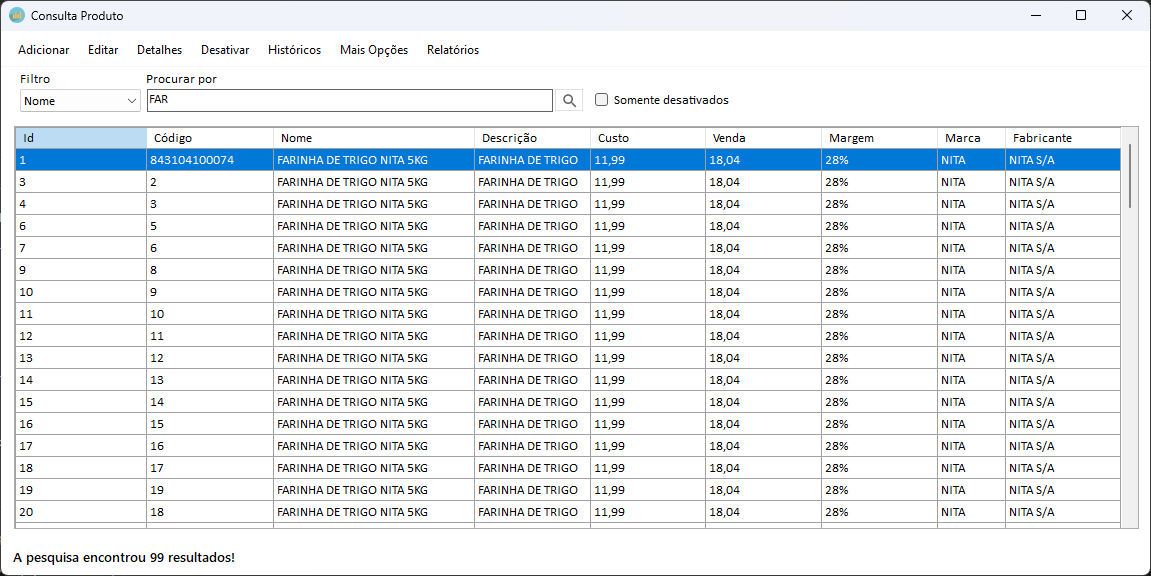 Consulta Produto
Adicionar Editar Detalhes Desativar Históricos Mais Opções Relatórios
Filtro Procurar por
Nome FAR Somente desativados
Id Código Nome Descrição Custo Venda Margem Marca Fabricante
1 843104100074 FARINHA DE TRIGO NITA 5KG FARINHA DE TRIGO 11,99 18,04 28% NITA NITA S/A
3 2 FARINHA DE TRIGO NITA 5KG FARINHA DE TRIGO 11,99 18,04 28% NITA NITA S/A
4 3 FARINHA DE TRIGO NITA 5KG FARINHA DE TRIGO 11,99 18,04 28% NITA NITA S/A
6 5 FARINHA DE TRIGO NITA 5KG FARINHA DE TRIGO 11,99 18,04 28% NITA NITA S/A
7 6 FARINHA DE TRIGO NITA 5KG FARINHA DE TRIGO 11,99 18,04 28% NITA NITA S/A
9 8 FARINHA DE TRIGO NITA 5KG FARINHA DE TRIGO 11,99 18,04 28% NITA NITA S/A
10 9 FARINHA DE TRIGO NITA 5KG FARINHA DE TRIGO 11,99 18,04 28% NITA NITA S/A
11 10 FARINHA DE TRIGO NITA 5KG FARINHA DE TRIGO 11,99 18,04 28% NITA NITA S/A
12 11 FARINHA DE TRIGO NITA 5KG FARINHA DE TRIGO 11,99 18,04 28% NITA NITA S/A
13 12 FARINHA DE TRIGO NITA 5KG FARINHA DE TRIGO 11,99 18,04 28% NITA NITA S/A
14 13 FARINHA DE TRIGO NITA 5KG FARINHA DE TRIGO 11,99 18,04 28% NITA NITA S/A
15 14 FARINHA DE TRIGO NITA 5KG FARINHA DE TRIGO 11,99 18,04 28% NITA NITA S/A
16 15 FARINHA DE TRIGO NITA 5KG FARINHA DE TRIGO 11,99 18,04 28% NITA NITA S/A
17 16 FARINHA DE TRIGO NITA 5KG FARINHA DE TRIGO 11,99 18,04 28% NITA NITA S/A
18 17 FARINHA DE TRIGO NITA 5KG FARINHA DE TRIGO 11,99 18,04 28% NITA NITA S/A
19 19 FARINHA DE TRIGO NITA 5KG FARINHA DE TRIGO 11,99 18,04 28% NITA NITA S/A
20 18 FARINHA DE TRIGO NITA 5KG FARINHA DE TRIGO 11,99 18,04 28% NITA NITA S/A
A pesquisa encontrou 99 resultados!